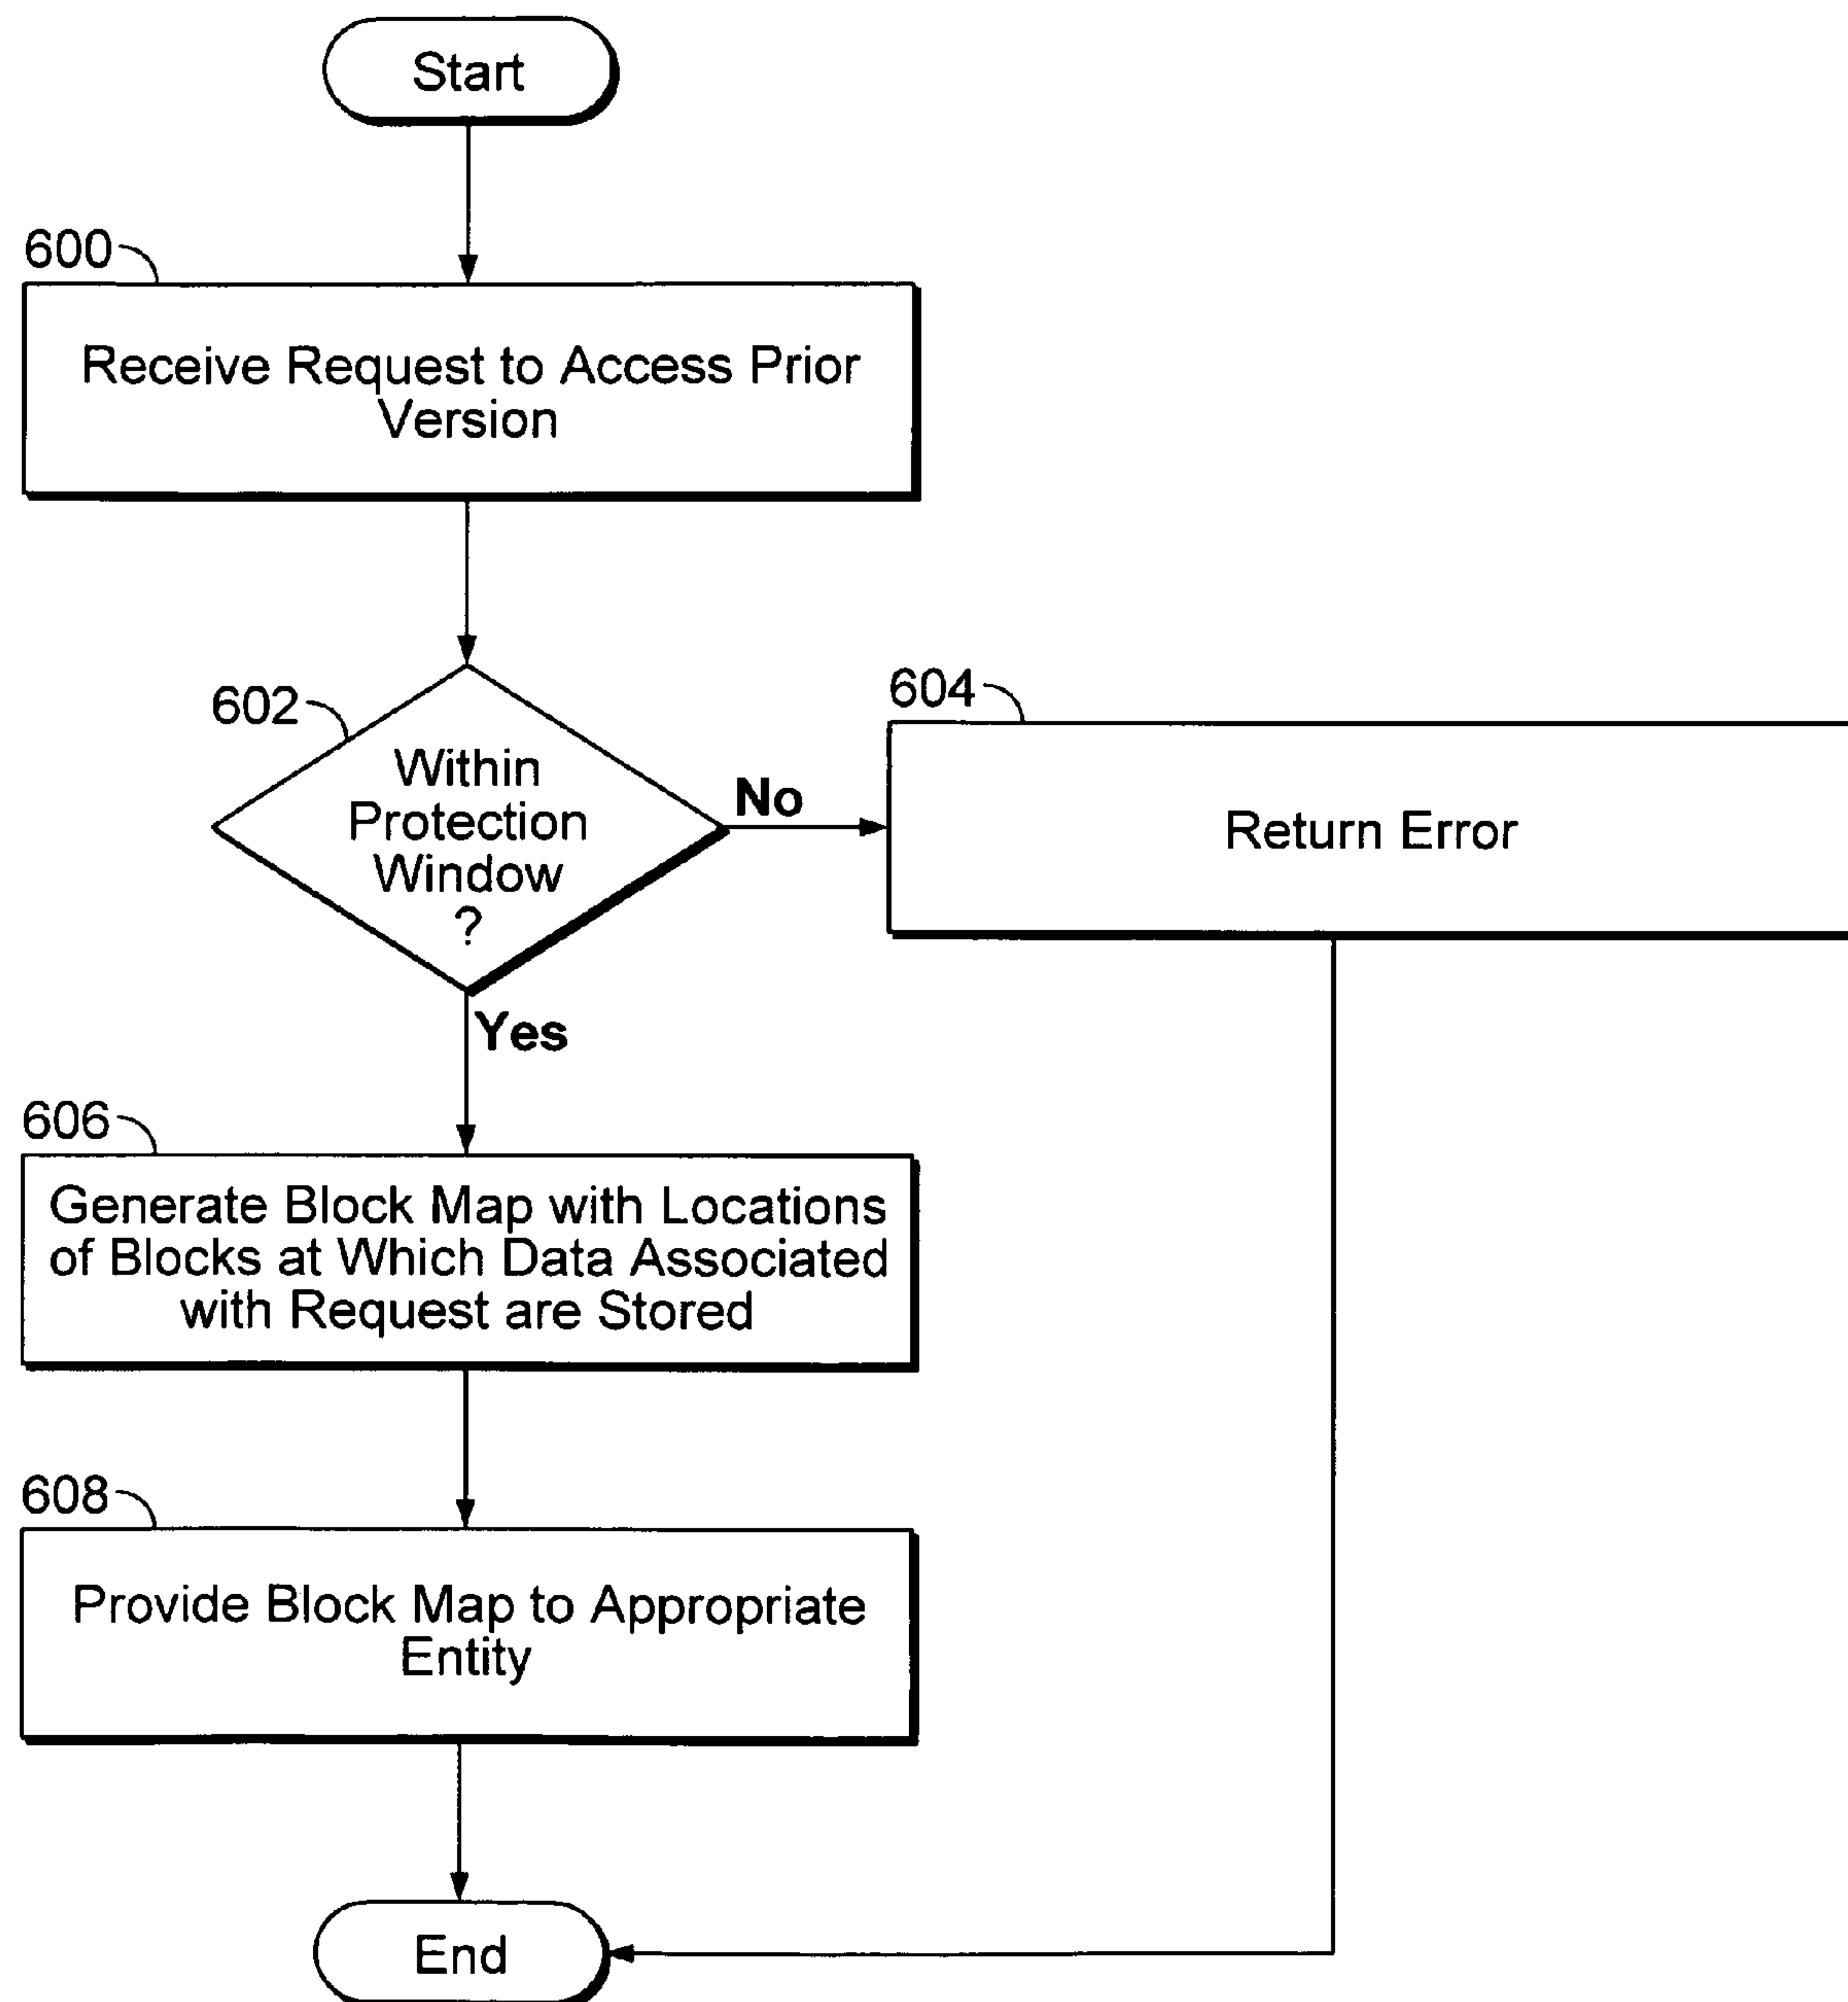 Start
600
Receive Request to Access Prior
Version
602
Within
Protection
Window
?
No
604
Return Error
Yes
606
Generate Block Map with Locations
of Blocks at Which Data Associated
with Request are Stored
608
Provide Block Map to Appropriate
Entity
End